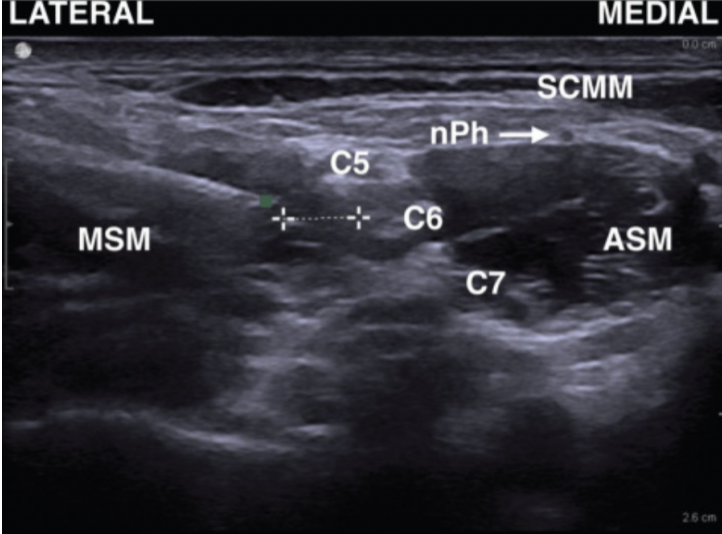 LATERAL MEDIAL
0.0 cm
SCMM
nPh
C5
C6
MSM ASM
C7
2.6 cm